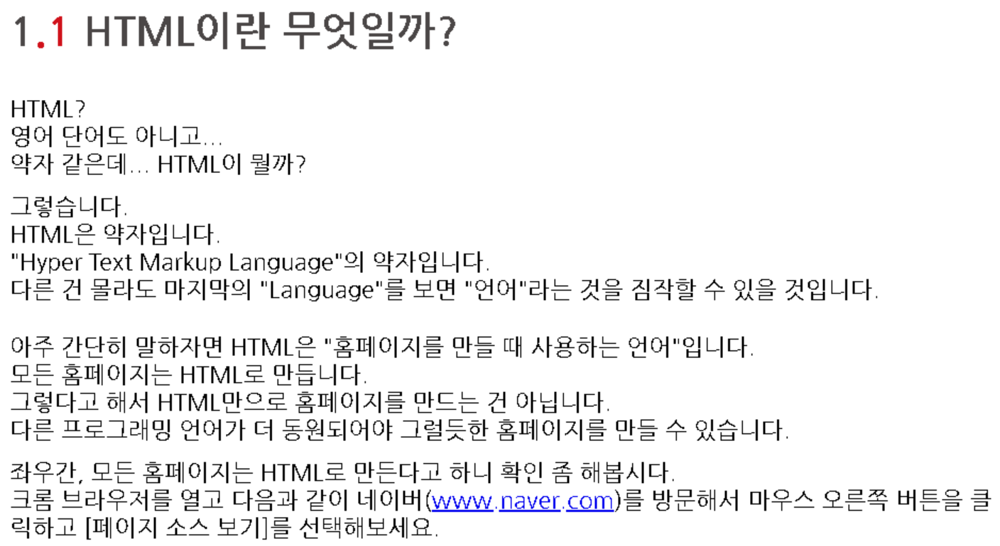 1.1 HTML이란 무엇일까?
HTML?
영어 단어도 아니고...
약자 같은데... HTML이 뭘까?
그렇습니다.
HTML은 약자입니다.
"Hyper Text Markup Language"의 약자입니다.
다른 건 몰라도 마지막의 "Language"를 보면 "언어"라는 것을 짐작할 수 있을 것입니다.
아주 간단히 말하자면 HTML은 "홈페이지를 만들 때 사용하는 언어"입니다.
모든 홈페이지는 HTML로 만듭니다.
그렇다고 해서 HTML만으로 홈페이지를 만드는 건 아닙니다.
다른 프로그래밍 언어가 더 동원되어야 그럴듯한 홈페이지를 만들 수 있습니다.
좌우간, 모든 홈페이지는 HTML로 만든다고 하니 확인 좀 해봅시다.
크롬 브라우저를 열고 다음과 같이 네이버(www.naver.com)를 방문해서 마우스 오른쪽 버튼을 클
릭하고 [페이지 소스 보기]를 선택해보세요.